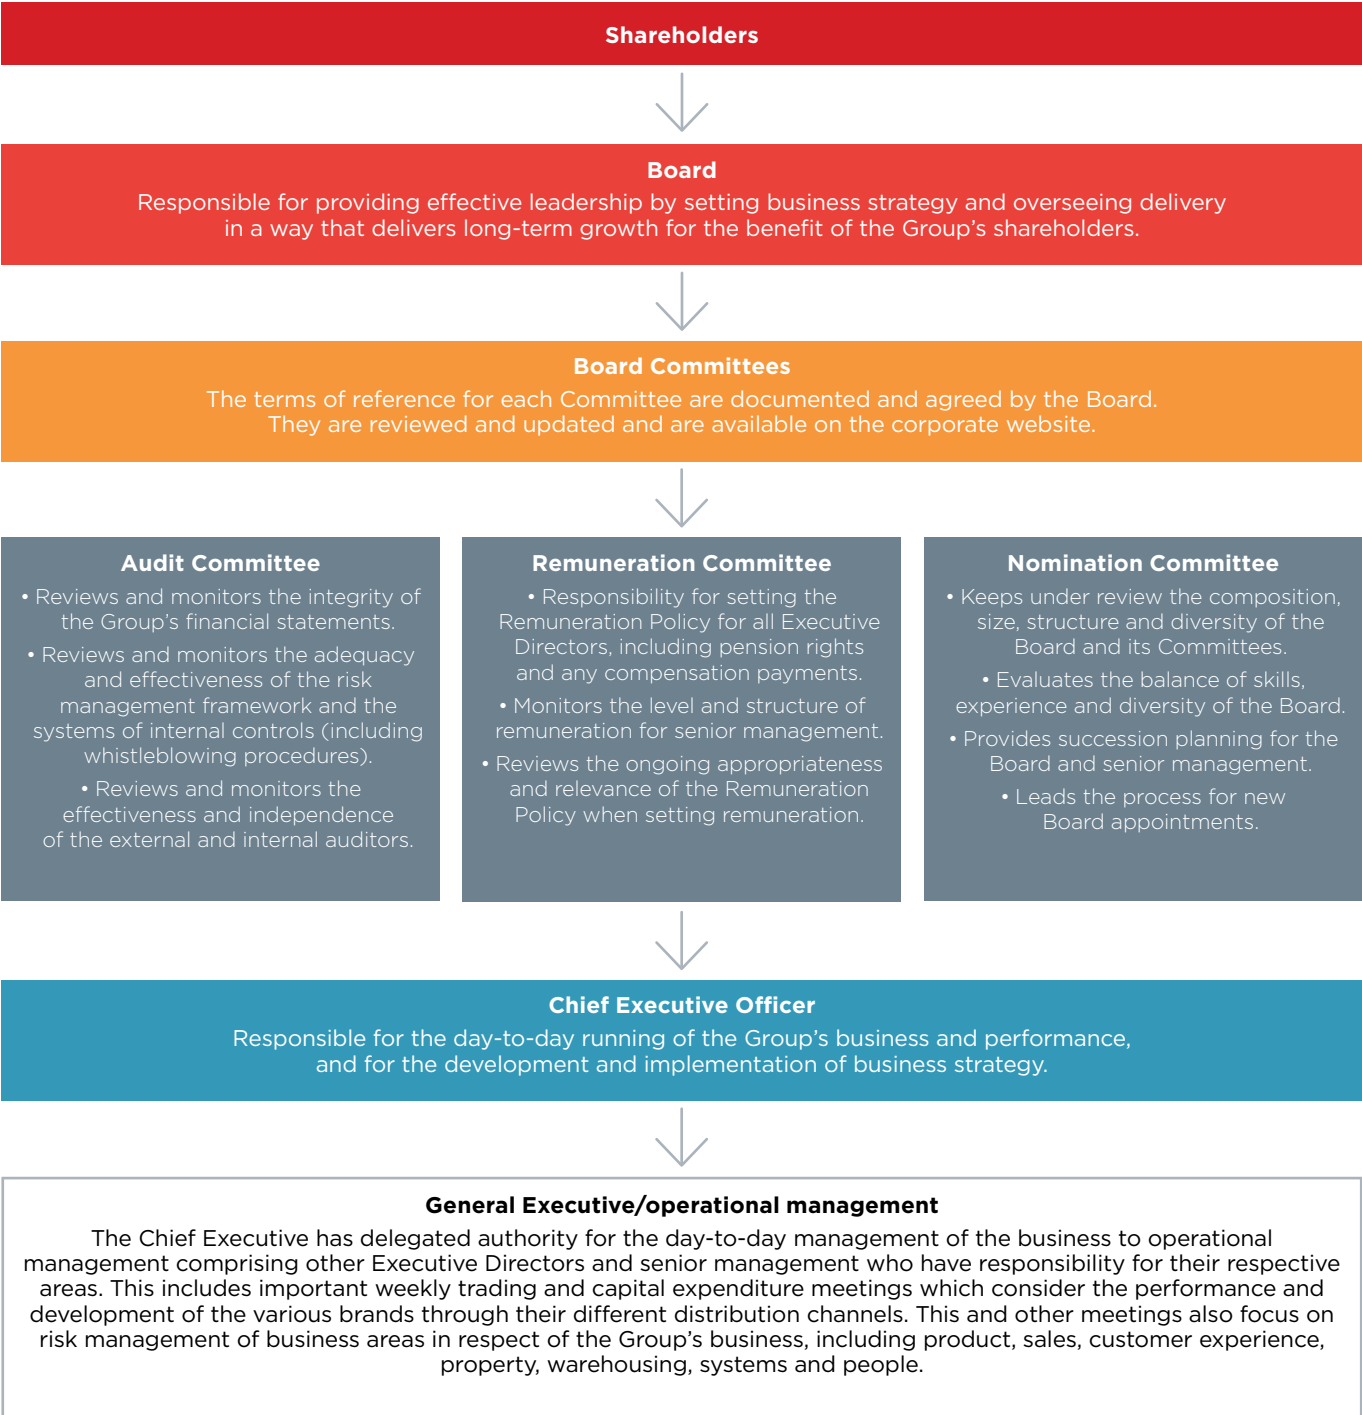 Shareholders
Board
Responsible for providing effective leadership by setting business strategy and overseeing delivery
in a way that delivers long-term growth for the benefit of the Group’s shareholders.
Board Committees
The terms of reference for each Committee are documented and agreed by the Board.
They are reviewed and updated and are available on the corporate website.
Audit Committee
• Reviews and monitors the integrity of
the Group’s financial statements.
• Reviews and monitors the adequacy
and effectiveness of the risk
management framework and the
systems of internal controls (including
whistleblowing procedures).
• Reviews and monitors the
effectiveness and independence
of the external and internal auditors.
Remuneration Committee
• Responsibility for setting the
Remuneration Policy for all Executive
Directors, including pension rights
and any compensation payments.
• Monitors the level and structure of
remuneration for senior management.
• Reviews the ongoing appropriateness
and relevance of the Remuneration
Policy when setting remuneration.
Nomination Committee
• Keeps under review the composition,
size, structure and diversity of the
Board and its Committees.
• Evaluates the balance of skills,
experience and diversity of the Board.
• Provides succession planning for the
Board and senior management.
• Leads the process for new
Board appointments.
Chief Executive Officer
Responsible for the day-to-day running of the Group’s business and performance,
and for the development and implementation of business strategy.
General Executive/operational management
The Chief Executive has delegated authority for the day-to-day management of the business to operational
management comprising other Executive Directors and senior management who have responsibility for their respective
areas. This includes important weekly trading and capital expenditure meetings which consider the performance and
development of the various brands through their different distribution channels. This and other meetings also focus on
risk management of business areas in respect of the Group’s business, including product, sales, customer experience,
property, warehousing, systems and people.